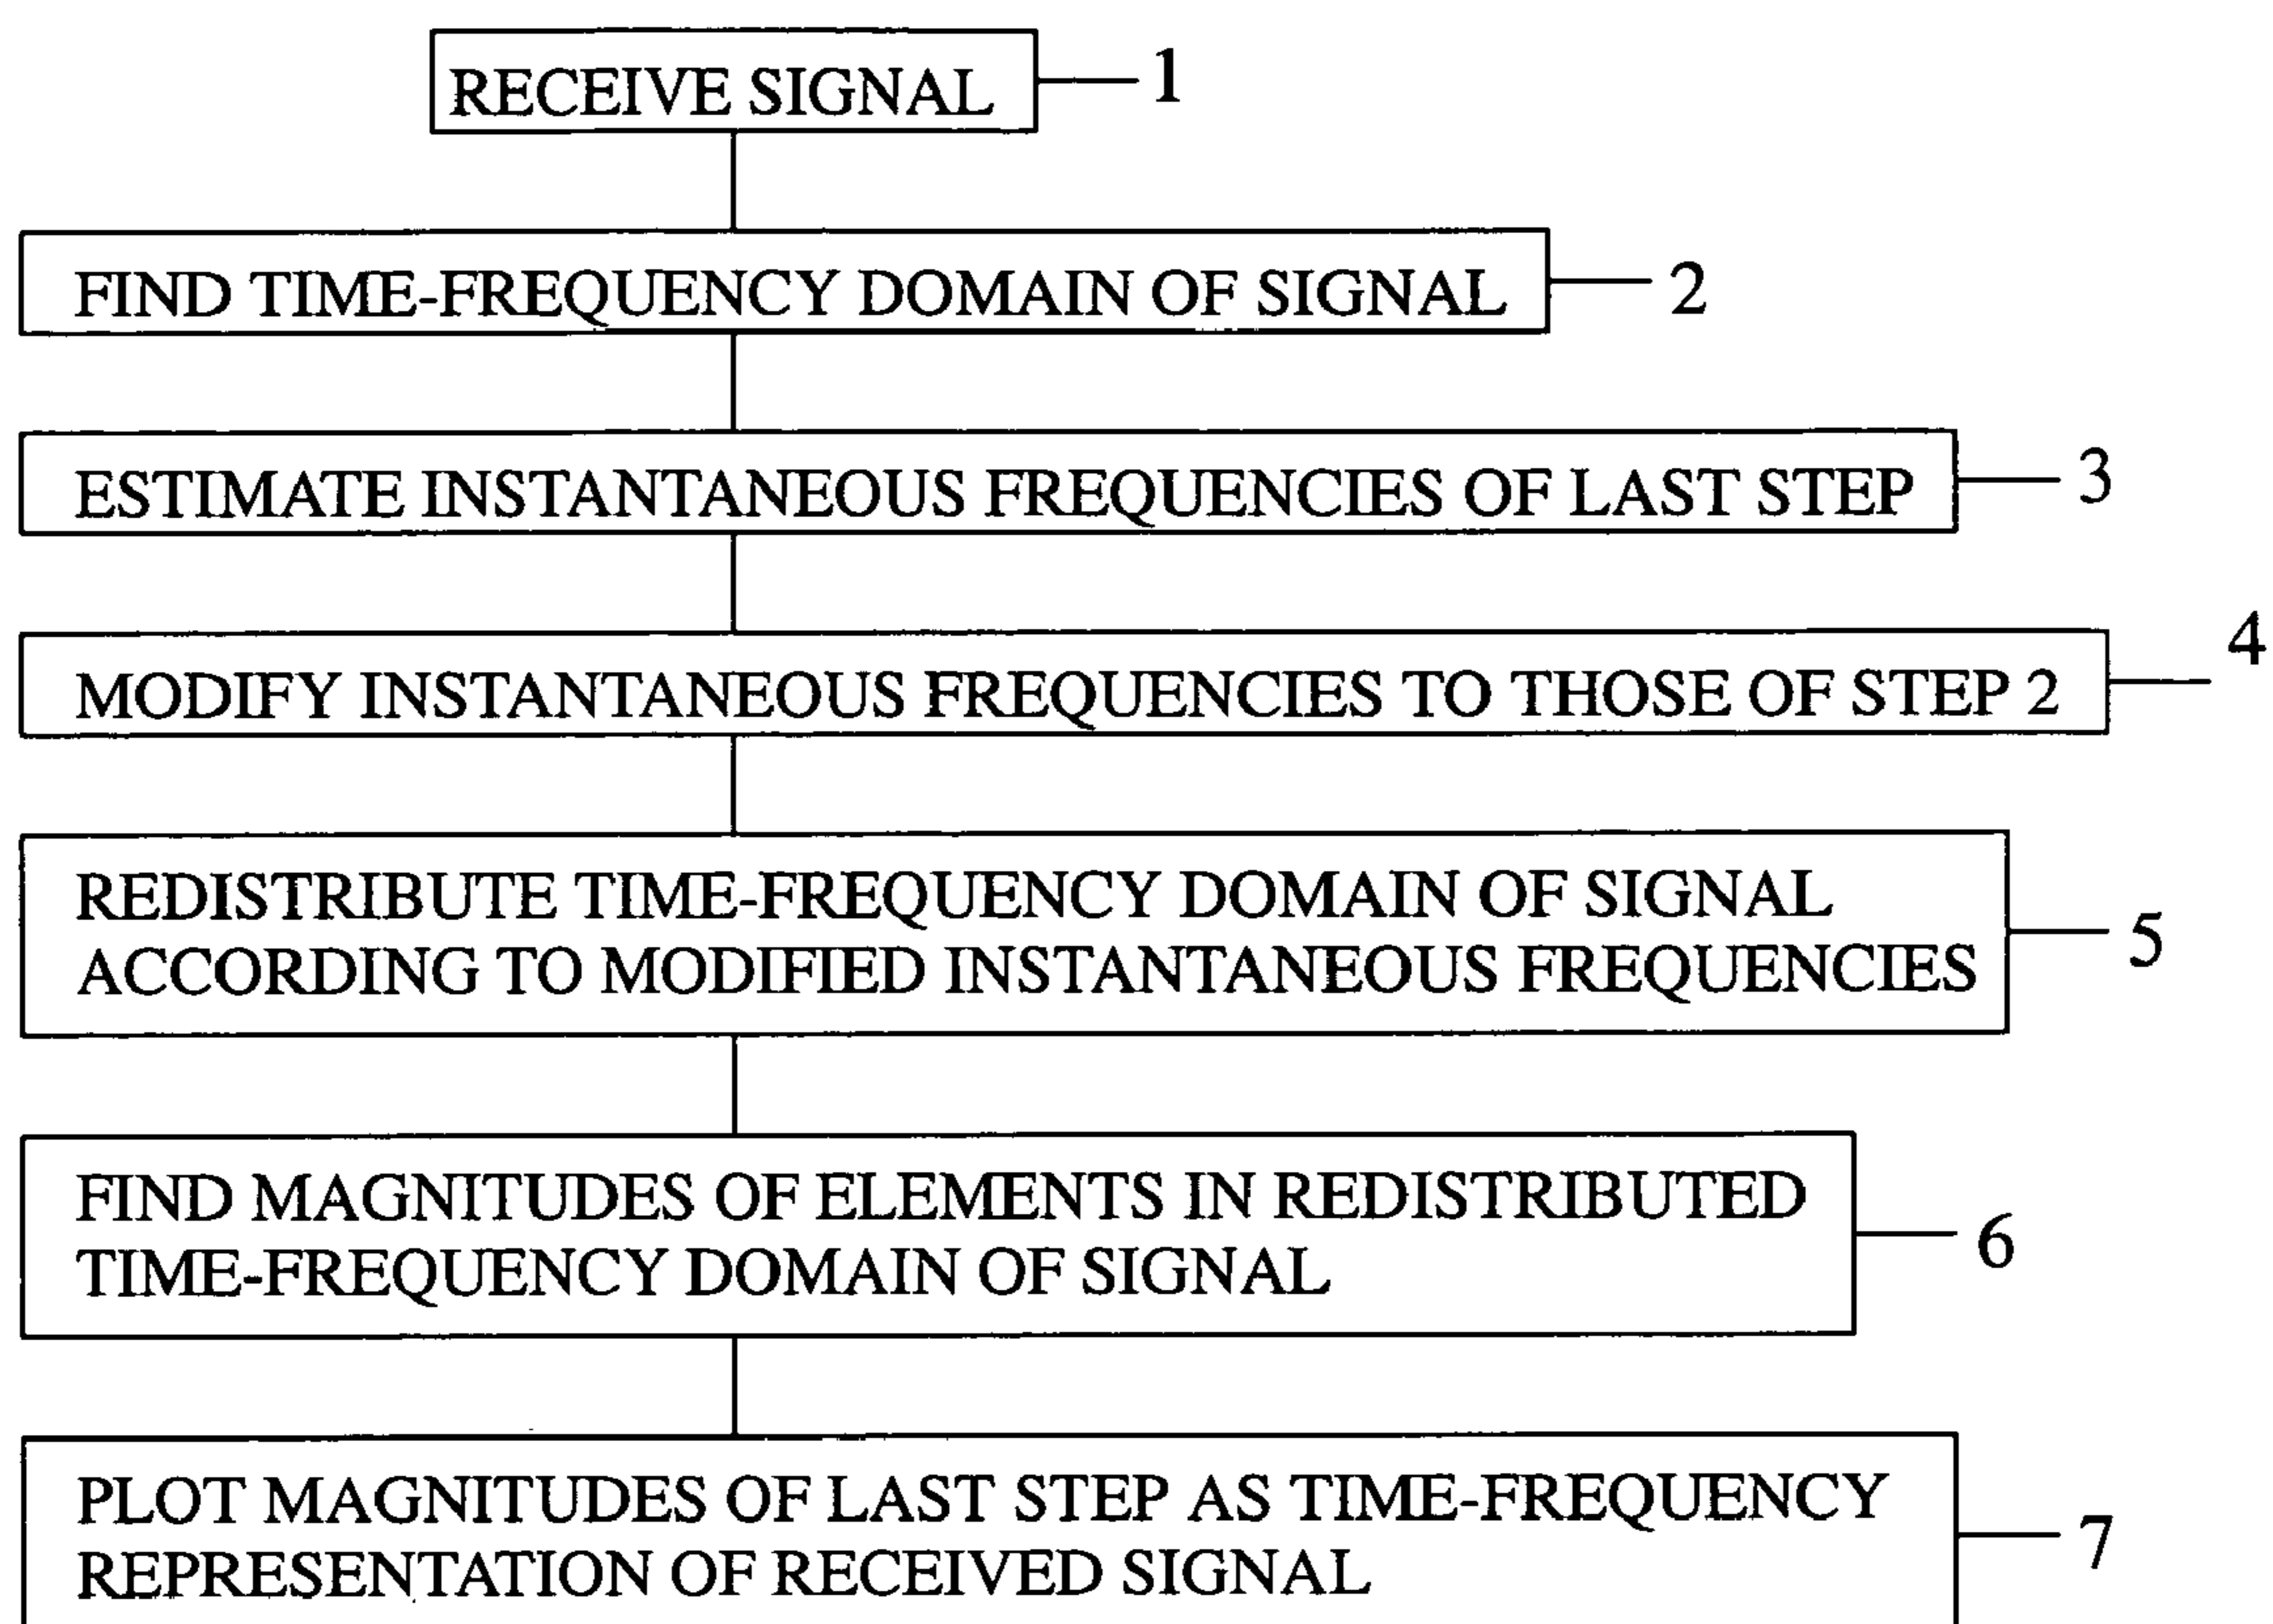 RECEIVE SIGNAL
1
FIND TIME-FREQUENCY DOMAIN OF SIGNAL
2
ESTIMATE INSTANTANEOUS FREQUENCIES OF LAST STEP
3
MODIFY INSTANTANEOUS FREQUENCIES TO THOSE OF STEP 2
4
REDISTRIBUTE TIME-FREQUENCY DOMAIN OF SIGNAL
ACCORDING TO MODIFIED INSTANTANEOUS FREQUENCIES
5
FIND MAGNITUDES OF ELEMENTS IN REDISTRIBUTED
TIME-FREQUENCY DOMAIN OF SIGNAL
6
PLOT MAGNITUDES OF LAST STEP AS TIME-FREQUENCY
REPRESENTATION OF RECEIVED SIGNAL
7